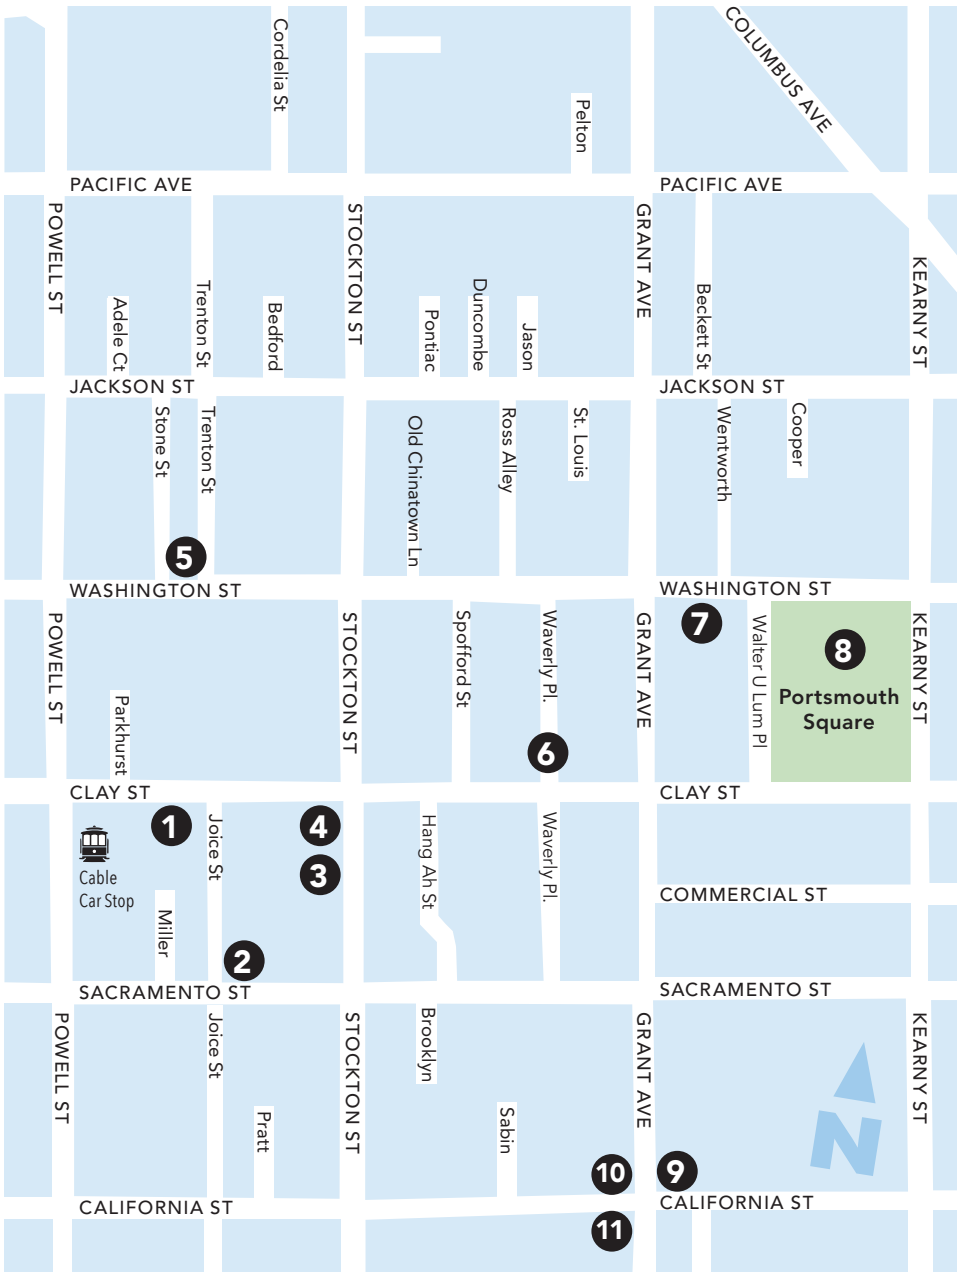 COLUMBUS AVE
Cordelia St
Pelton
PACIFIC AVE
PACIFIC AVE
POWELL ST
STOCKTON ST
GRANT AVE
KEARNY ST
Adele Ct
Trenton St
Bedford
Pontiac
Duncombe
Jason
Beckett St
JACKSON ST
JACKSON ST
Stone St
Trenton St
Old Chinatown Ln
Ross Alley
St. Louis
Wentworth
Cooper
5
WASHINGTON ST
WASHINGTON ST
POWELL ST
STOCKTON ST
Spofford St
Waverly Pl.
GRANT AVE
7
Walter U Lum Pl
8
Portsmouth
Square
KEARNY ST
Parkhurst
6
CLAY ST
CLAY ST
1
Joice St
4
3
Hang Ah St
Waverly Pl.
Cable
Car Stop
COMMERCIAL ST
Miller
2
SACRAMENTO ST
SACRAMENTO ST
POWELL ST
Joice St
STOCKTON ST
Brooklyn
GRANT AVE
KEARNY ST
Pratt
Sabin
N
10
9
CALIFORNIA ST
CALIFORNIA ST
11